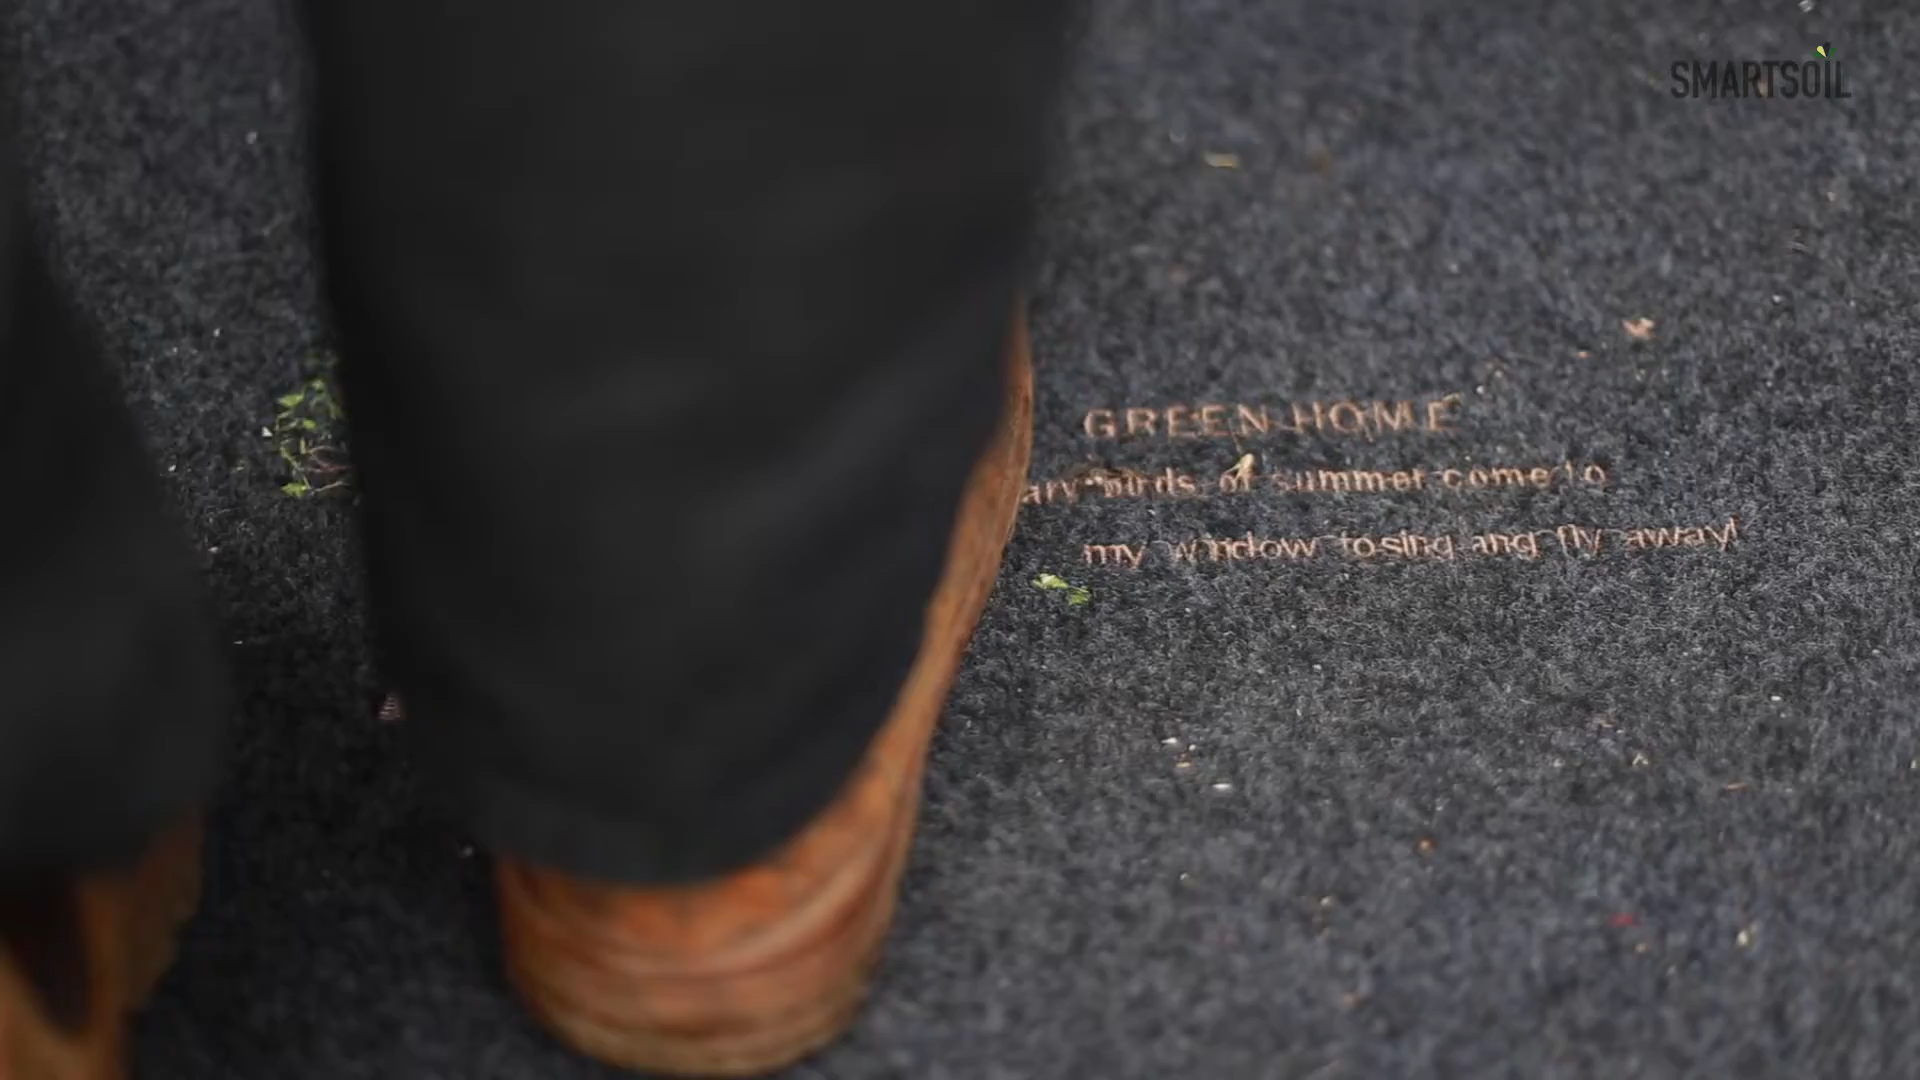 SMARTSOIL
GREEN HOME
birds of summer come to
my window to sing and fly away!